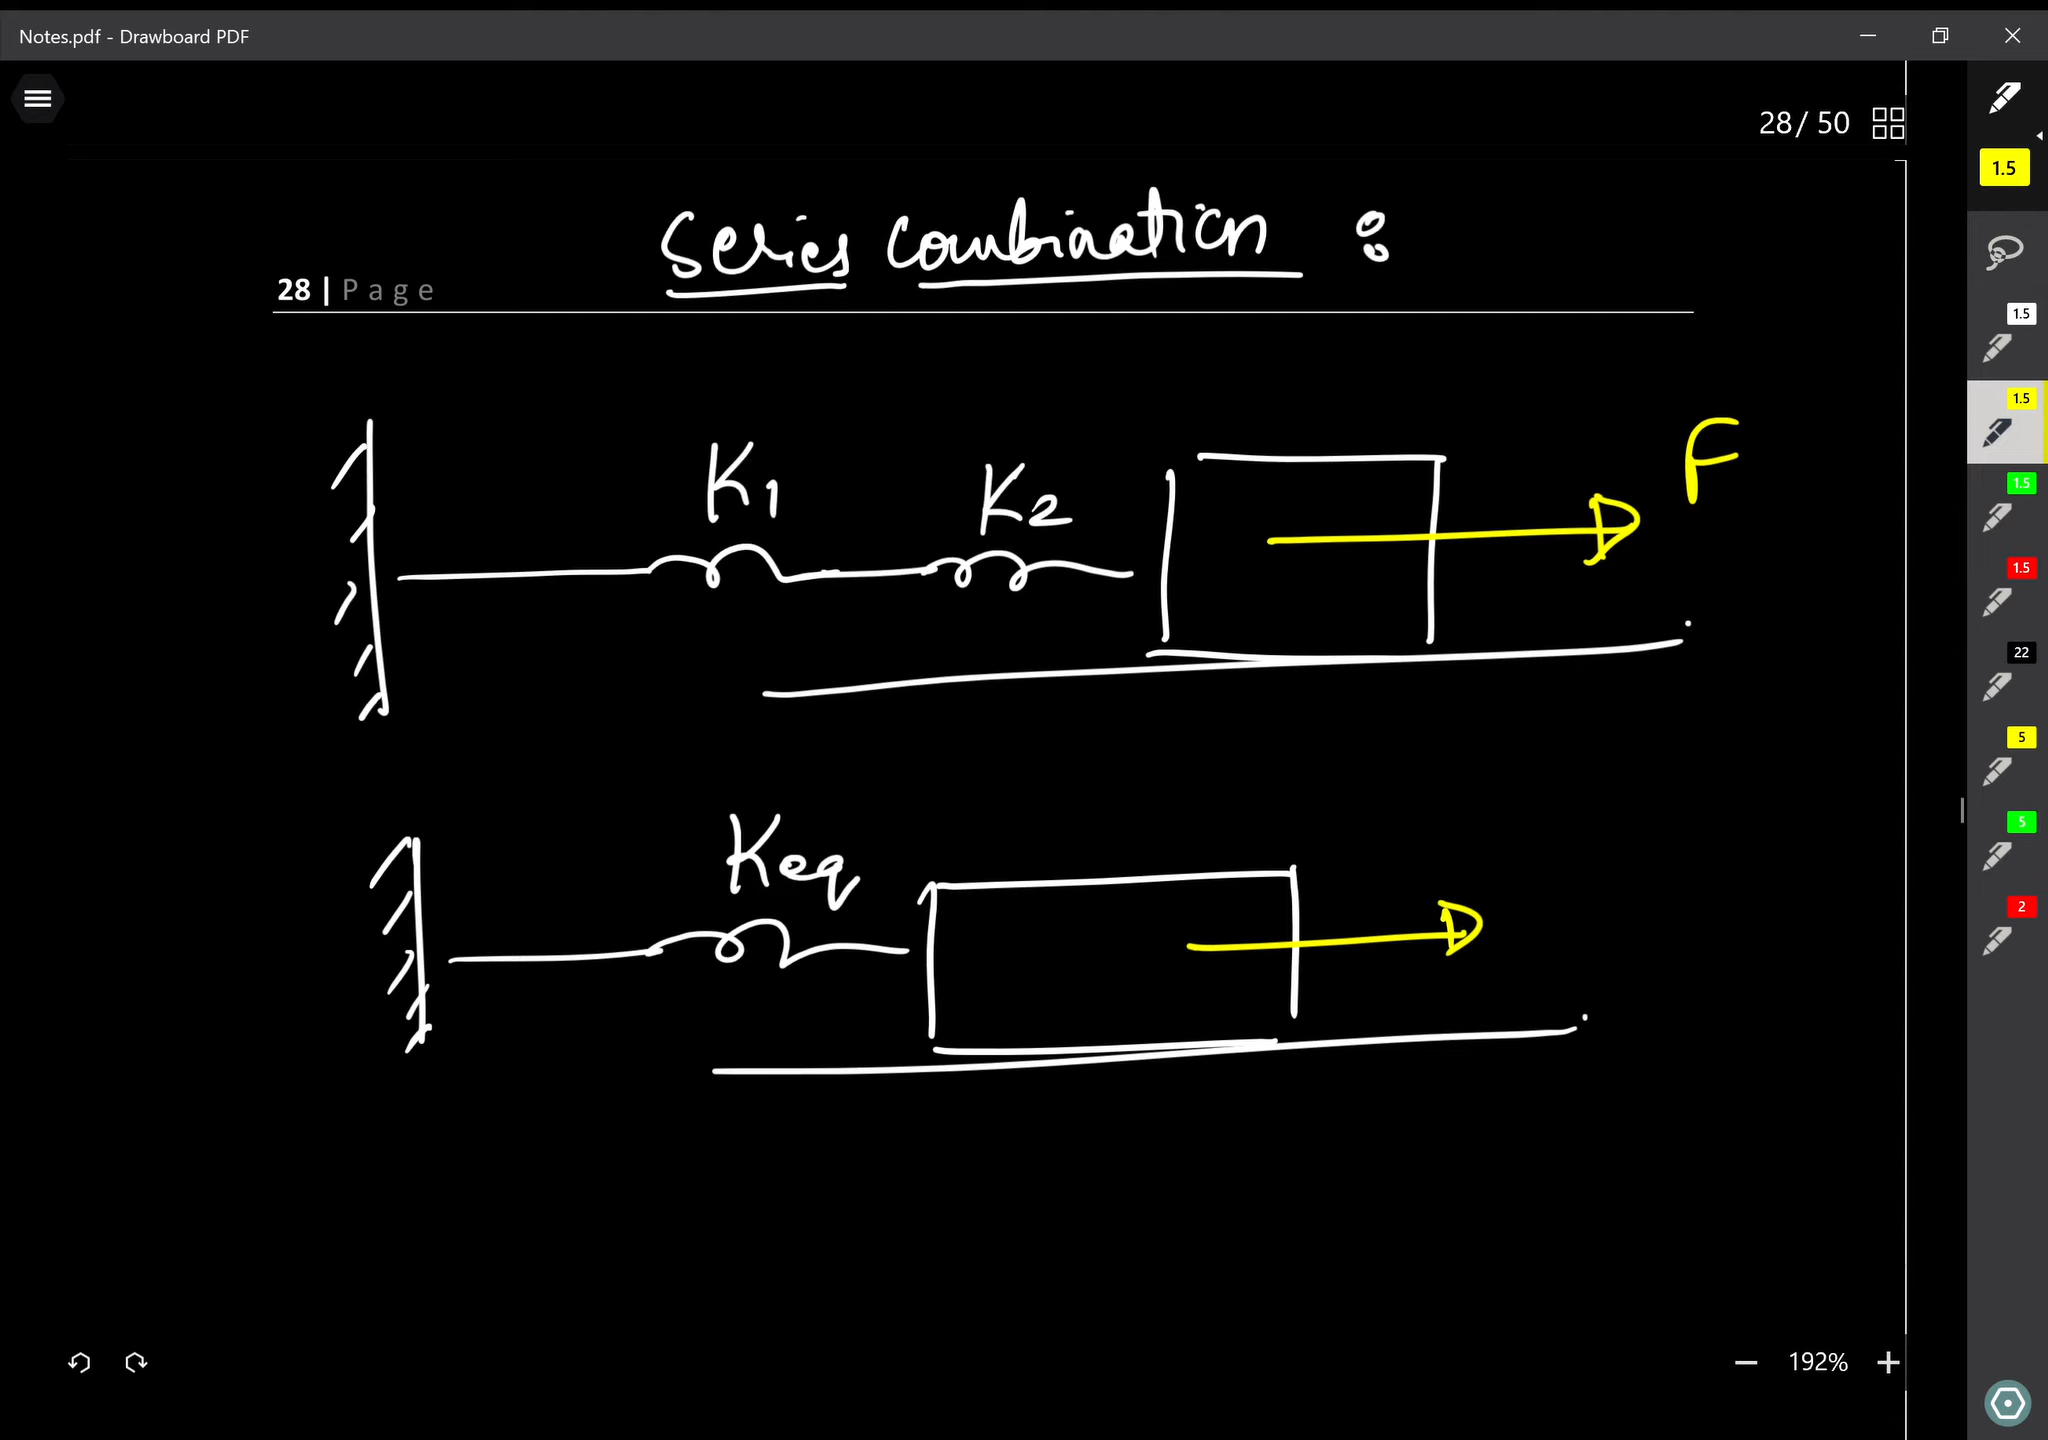 Notes.pdf - Drawboard PDF
28/ 50
1.5
Series Combination :
28 | Page
1.5
K1
K2
F
1.5
1.5
1.5
22
5
Keq
5
2
192%